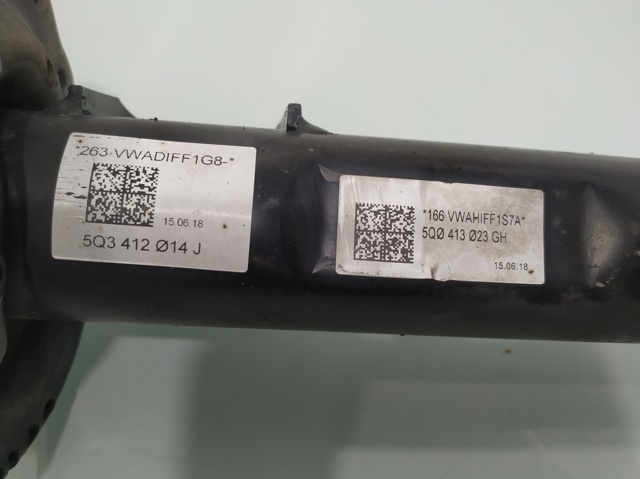 *263 VWADIFF1G8-*
15.06.18
5Q3 412 Ø14 J
*166 VWAHIFF1S7A*
5QØ 413 Ø23 GH
15.06.18